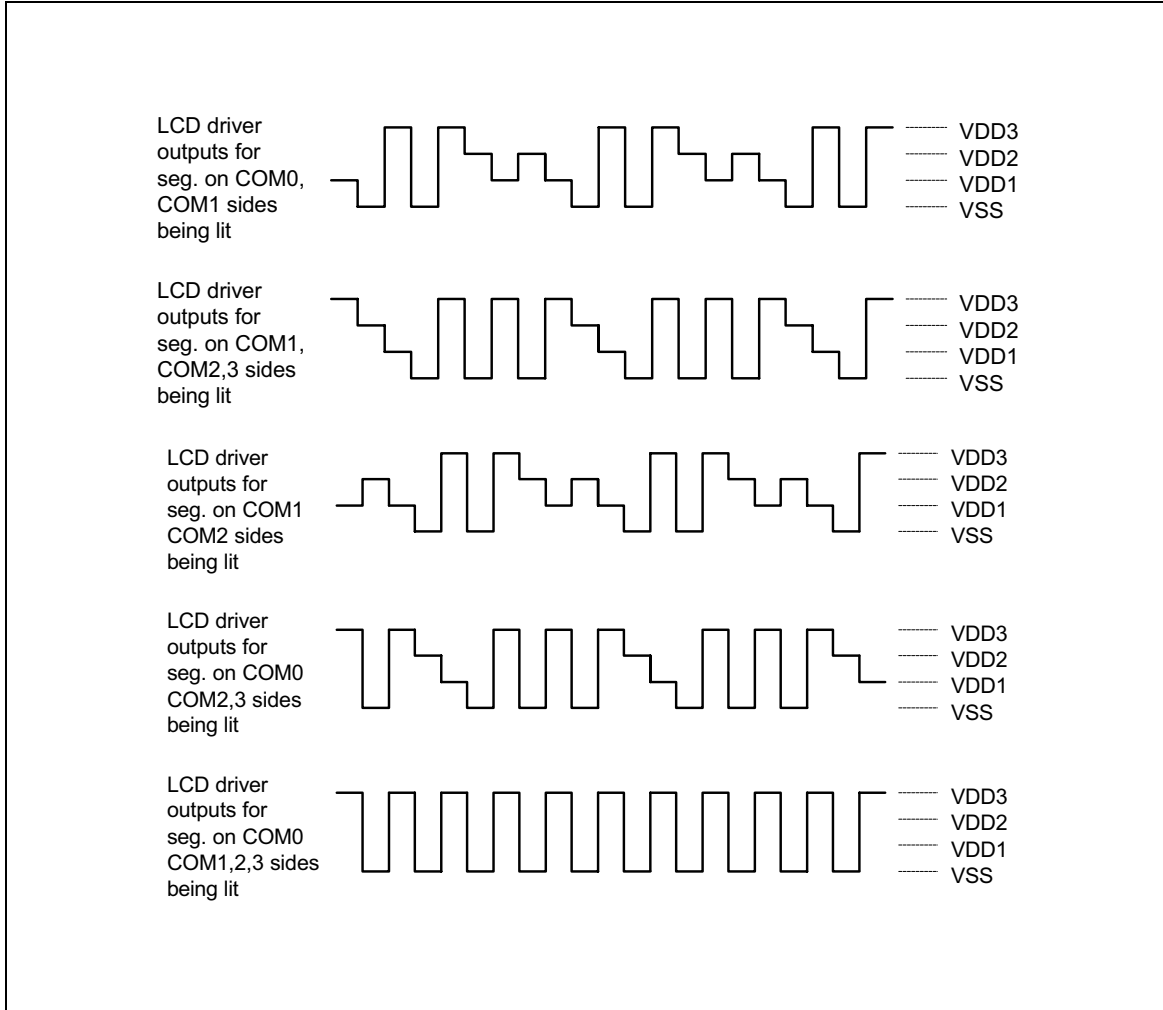 LCD driver
outputs for
seg. on COM0,
COM1 sides
being lit
VDD3
VDD2
VDD1
VSS
LCD driver
outputs for
seg. on COM1,
COM2,3 sides
being lit
VDD3
VDD2
VDD1
VSS
LCD driver
outputs for
seg. on COM1
COM2 sides
being lit
VDD3
VDD2
VDD1
VSS
LCD driver
outputs for
seg. on COM0
COM2,3 sides
being lit
VDD3
VDD2
VDD1
VSS
LCD driver
outputs for
seg. on COM0
COM1,2,3 sides
being lit
VDD3
VDD2
VDD1
VSS